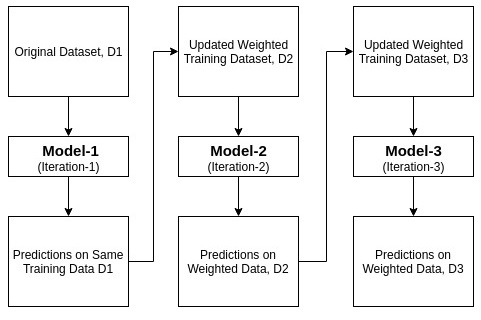 Original Dataset, D1
Model-1
(Iteration-1)
Predictions on Same
Training Data D1
Updated Weighted
Training Dataset, D2
Model-2
(Iteration-2)
Predictions on
Weighted Data, D2
Updated Weighted
Training Dataset, D3
Model-3
(Iteration-3)
Predictions on
Weighted Data, D3